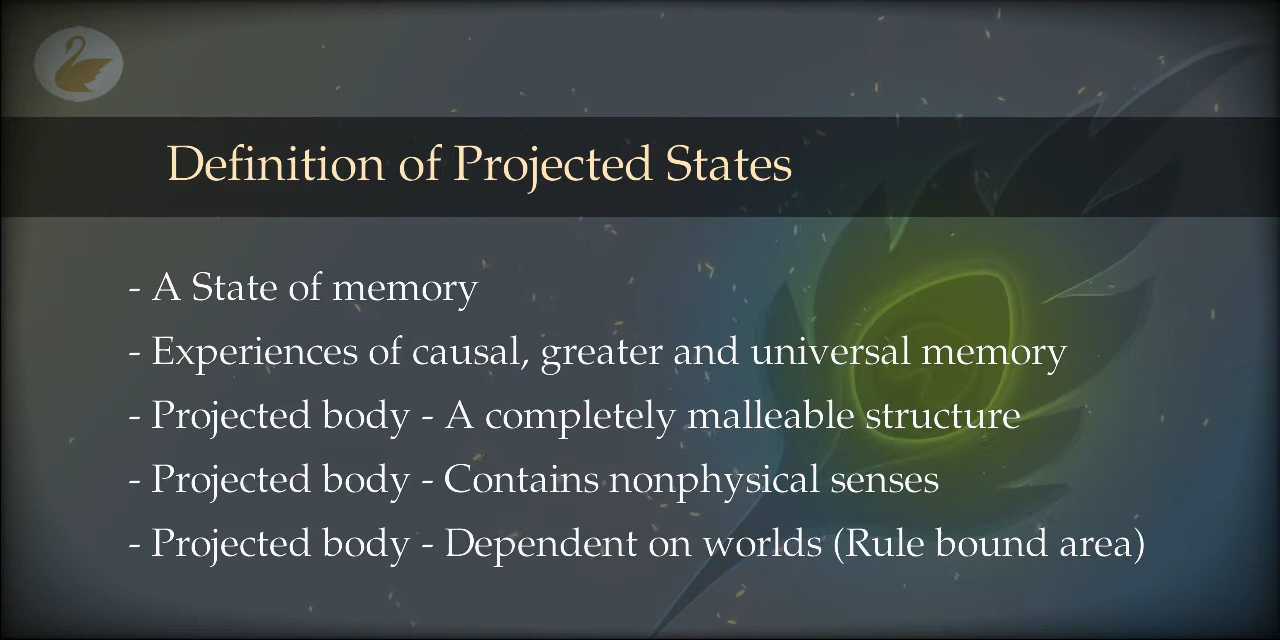 Definition of Projected States
- A State of memory
- Experiences of causal, greater and universal memory
- Projected body - A completely malleable structure
- Projected body - Contains nonphysical senses
- Projected body - Dependent on worlds (Rule bound area)